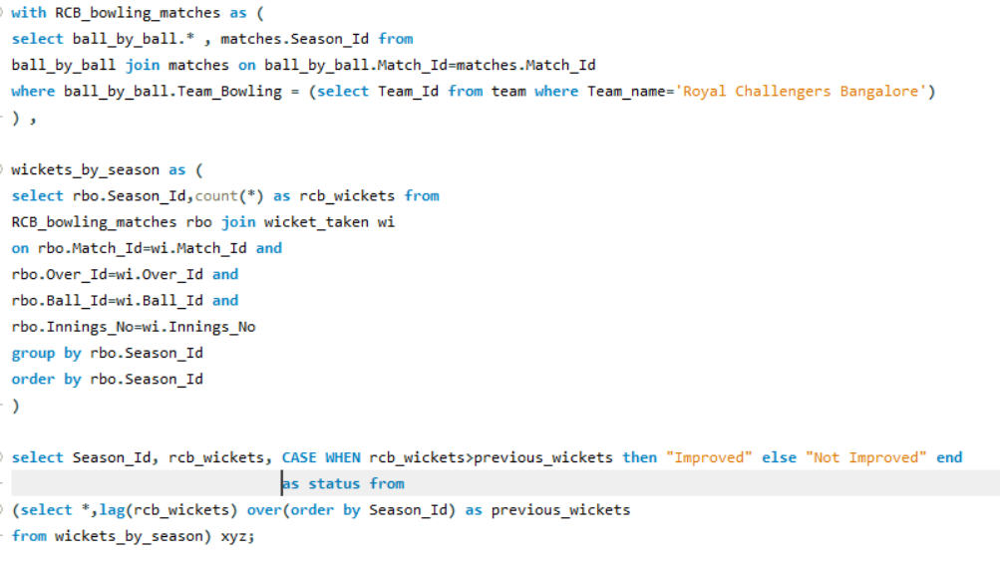 with RCB_bowling_matches as (
select ball_by_ball.* , matches.Season_Id from
ball_by_ball join matches on ball_by_ball.Match_Id=matches.Match_Id
where ball_by_ball.Team_Bowling = (select Team_Id from team where Team_name='Royal Challengers Bangalore')
) ,
wickets_by_season as (
select rbo.Season_Id,count(*) as rcb_wickets from
RCB_bowling_matches rbo join wicket_taken wi
on rbo.Match_Id=wi.Match_Id and
rbo.Over_Id=wi.Over_Id and
rbo.Ball_Id=wi.Ball_Id and
rbo.Innings_No=wi.Innings_No
group by rbo.Season_Id
order by rbo.Season_Id
)
select Season_Id, rcb_wickets, CASE WHEN rcb_wickets>previous_wickets then "Improved" else "Not Improved" end
as status from
(select *,lag(rcb_wickets) over(order by Season_Id) as previous_wickets
from wickets_by_season) xyz;